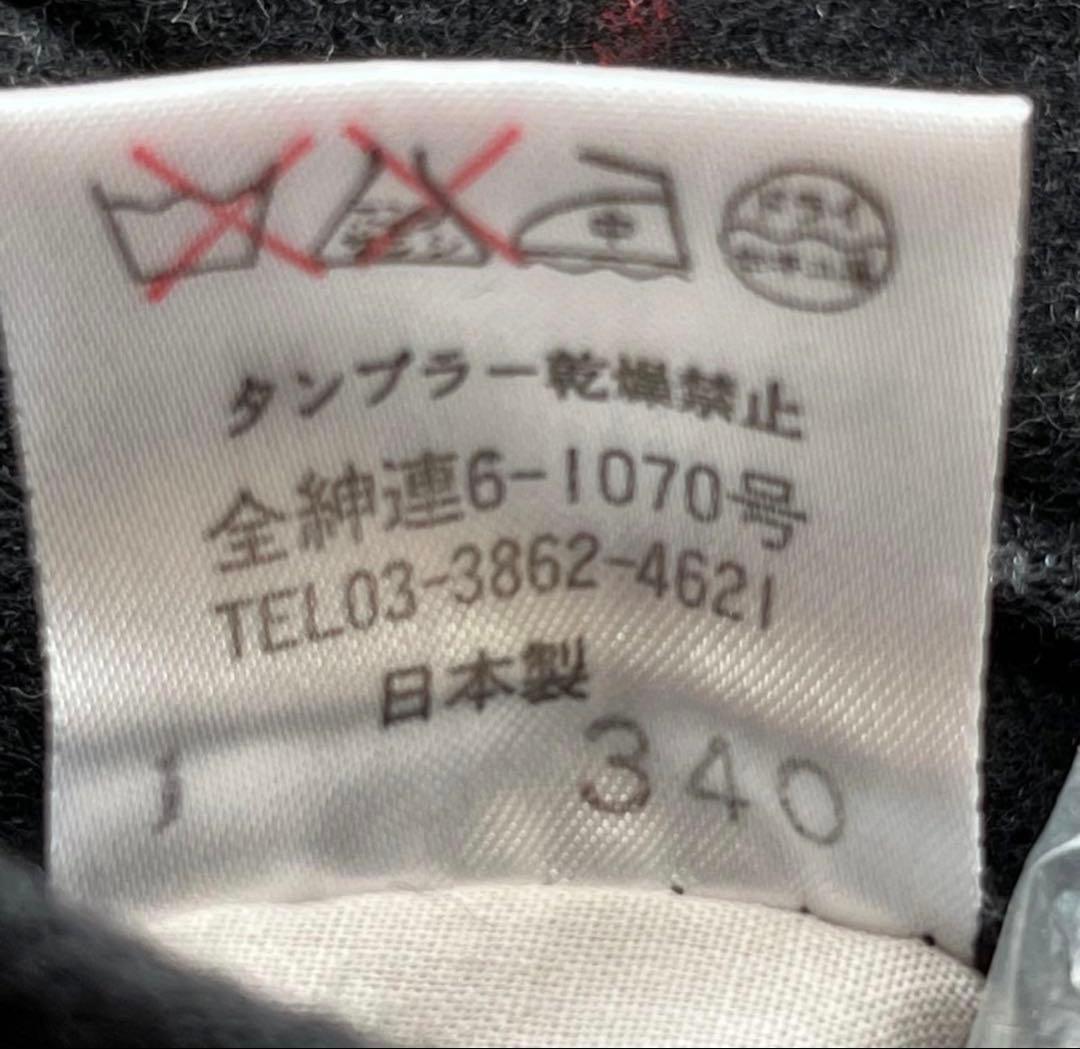 中
タンブラー乾燥禁止
全紳連6-1070号
TEL03-3862-4621
日本製
340